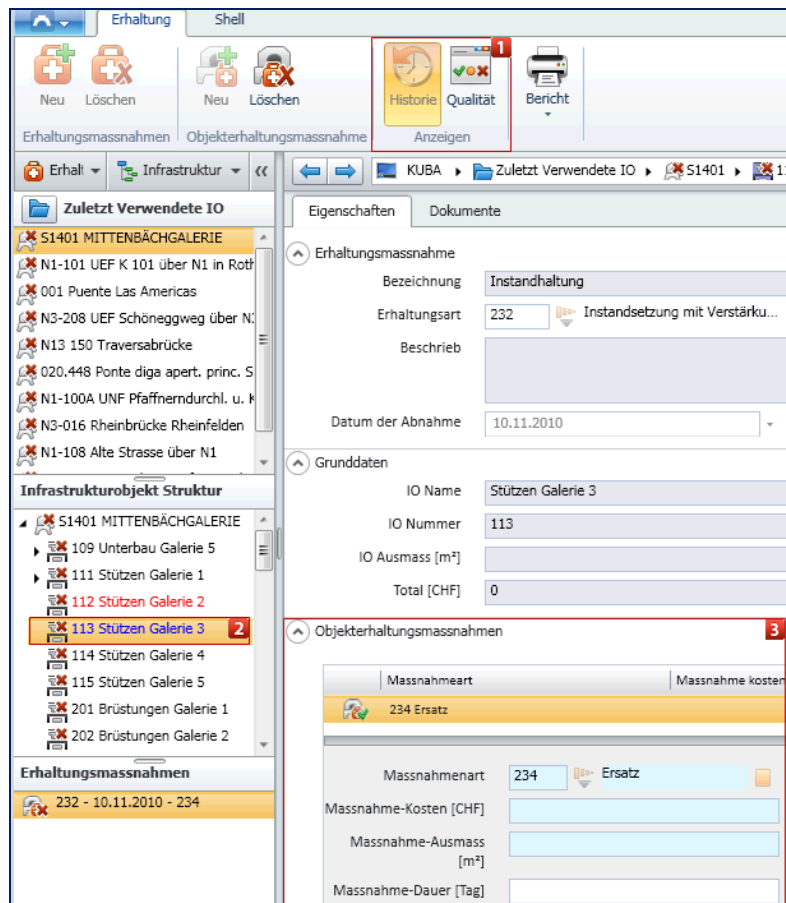 Erhaltung Shell
Neu Löschen Neu Löschen Historie Qualität Bericht
1
Erhaltungsmassnahmen Objekterhaltungsmassnahme Anzeigen
Erhalt Infrastruktur KUBA Zuletzt Verwendete IO S1401 11
Zuletzt Verwendete IO
S1401 MITTENBÄCHGALERIE
N1-101 UEF K 101 über N1 in Roth
001 Puente Las Americas
N3-208 UEF Schöneggweg über N
N13 150 Traversabrücke
020.448 Ponte diga apert. princ. S
N1-100A UNF Pfaffnerndurchl. u. K
N3-016 Rheinbrücke Rheinfelden
N1-108 Alte Strasse über N1
Infrastrukturobjekt Struktur
S1401 MITTENBÄCHGALERIE
109 Unterbau Galerie 5
111 Stützen Galerie 1
112 Stützen Galerie 2
113 Stützen Galerie 3 2
114 Stützen Galerie 4
115 Stützen Galerie 5
201 Brüstungen Galerie 1
202 Brüstungen Galerie 2
Erhaltungsmassnahmen
232 - 10.11.2010 - 234
Eigenschaften Dokumente
Erhaltungsmassnahme
Bezeichnung Instandhaltung
Erhaltungsart 232 Instandsetzung mit Verstärku...
Beschrieb
Datum der Abnahme 10.11.2010
Grunddaten
IO Name Stützen Galerie 3
IO Nummer 113
IO Ausmass [m²]
Total [CHF] 0
Objekterhaltungsmassnahmen 3
Massnahmeart Massnahme kosten
234 Ersatz
Massnahmenart 234 Ersatz
Massnahme-Kosten [CHF]
Massnahme-Ausmass
[m²]
Massnahme-Dauer [Tag]